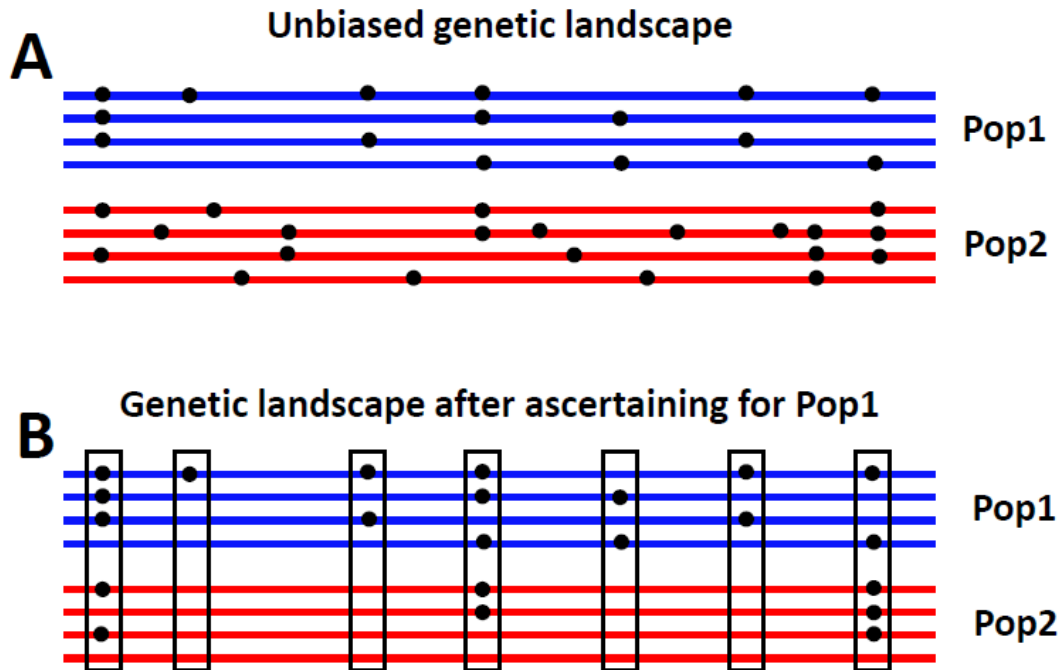 Unbiased genetic landscape
A
Pop1
Pop2
Genetic landscape after ascertaining for Pop1
B
Pop1
Pop2